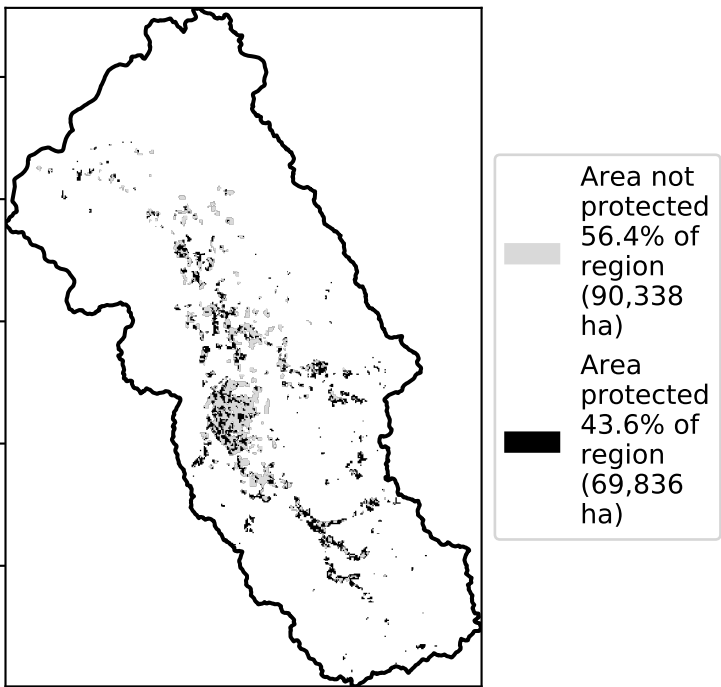 Area not
protected
56.4% of
region
(90,338
ha)
Area
protected
43.6% of
region
(69,836
ha)